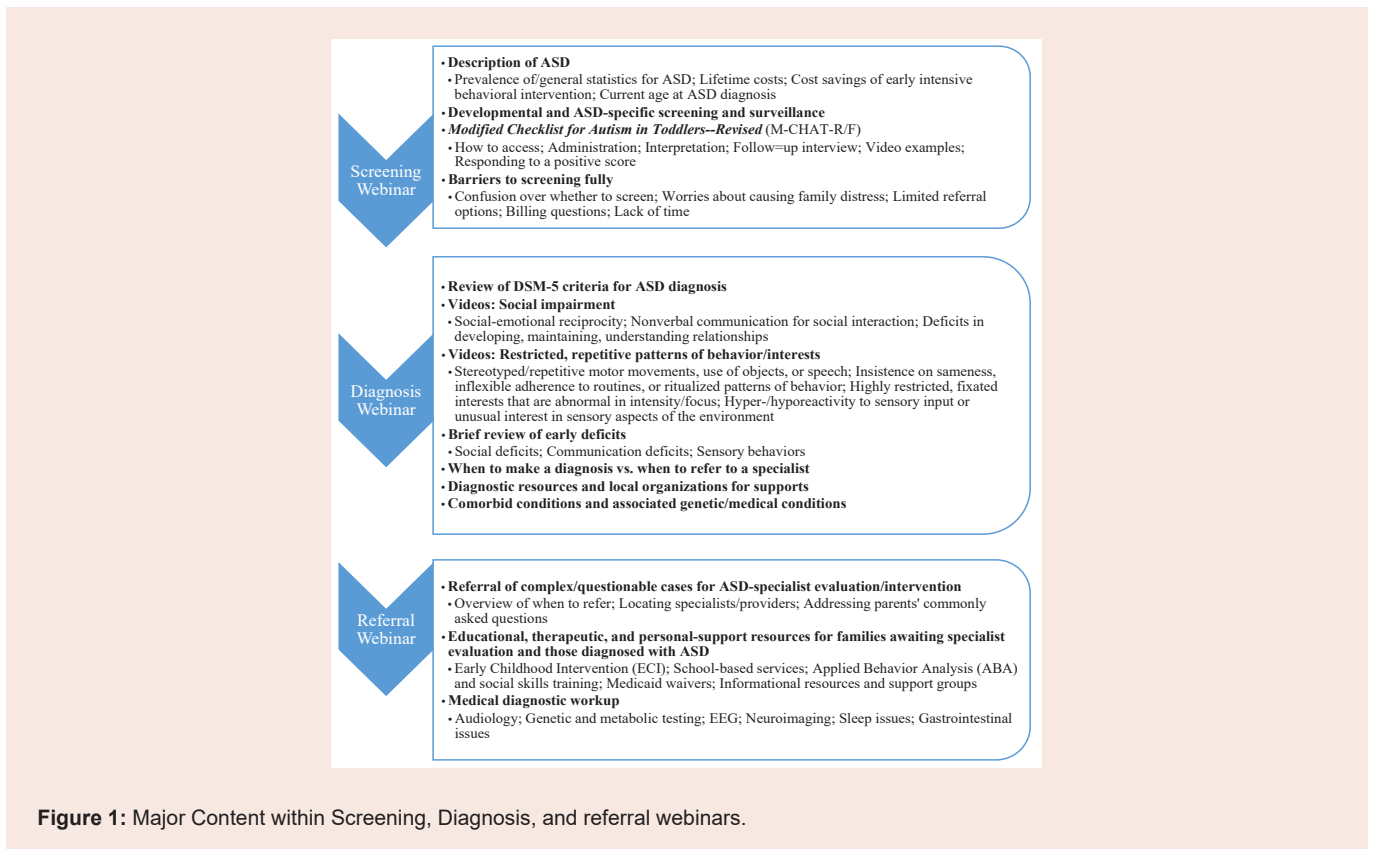 Screening
Webinar
• Description of ASD
• Prevalence of/general statistics for ASD; Lifetime costs; Cost savings of early intensive
behavioral intervention; Current age at ASD diagnosis
• Developmental and ASD-specific screening and surveillance
• Modified Checklist for Autism in Toddlers--Revised (M-CHAT-R/F)
• How to access; Administration; Interpretation; Follow=up interview; Video examples;
Responding to a positive score
• Barriers to screening fully
• Confusion over whether to screen; Worries about causing family distress; Limited referral
options; Billing questions; Lack of time
Diagnosis
Webinar
• Review of DSM-5 criteria for ASD diagnosis
• Videos: Social impairment
• Social-emotional reciprocity; Nonverbal communication for social interaction; Deficits in
developing, maintaining, understanding relationships
• Videos: Restricted, repetitive patterns of behavior/interests
• Stereotyped/repetitive motor movements, use of objects, or speech; Insistence on sameness,
inflexible adherence to routines, or ritualized patterns of behavior; Highly restricted, fixated
interests that are abnormal in intensity/focus; Hyper-/hyporeactivity to sensory input or
unusual interest in sensory aspects of the environment
• Brief review of early deficits
• Social deficits; Communication deficits; Sensory behaviors
• When to make a diagnosis vs. when to refer to a specialist
• Diagnostic resources and local organizations for supports
• Comorbid conditions and associated genetic/medical conditions
Referral
Webinar
• Referral of complex/questionable cases for ASD-specialist evaluation/intervention
• Overview of when to refer; Locating specialists/providers; Addressing parents' commonly
asked questions
• Educational, therapeutic, and personal-support resources for families awaiting specialist
evaluation and those diagnosed with ASD
• Early Childhood Intervention (ECI); School-based services; Applied Behavior Analysis (ABA)
and social skills training; Medicaid waivers; Informational resources and support groups
• Medical diagnostic workup
• Audiology; Genetic and metabolic testing; EEG; Neuroimaging; Sleep issues; Gastrointestinal
issues
Figure 1: Major Content within Screening, Diagnosis, and referral webinars.